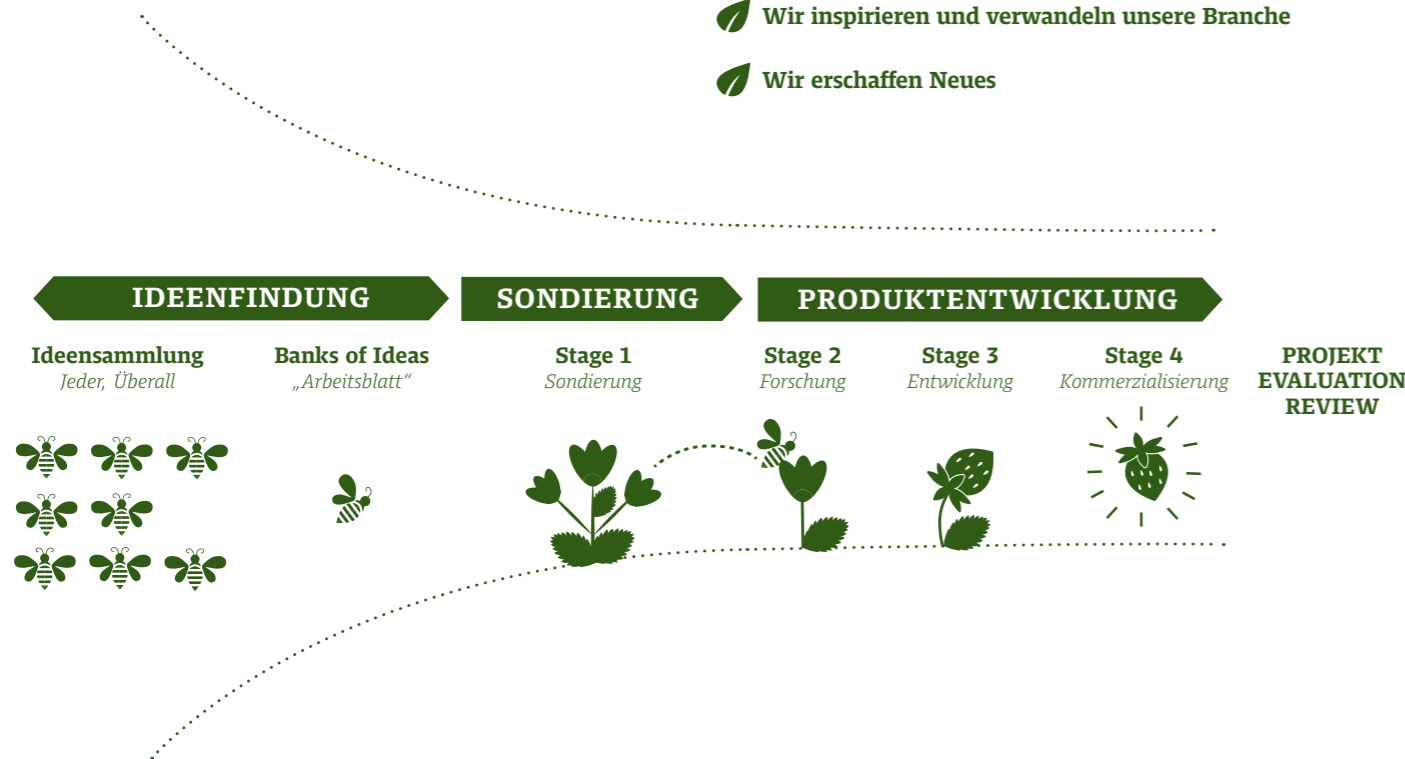 Wir inspirieren und verwandeln unsere Branche
Wir erschaffen Neues
IDEENFINDUNG
SONDIERUNG
PRODUKTENTWICKLUNG
Ideensammlung
Jeder, Überall
Banks of Ideas
„Arbeitsblatt“
Stage 1
Sondierung
Stage 2
Forschung
Stage 3
Entwicklung
Stage 4
Kommerzialisierung
PROJEKT
EVALUATION
REVIEW